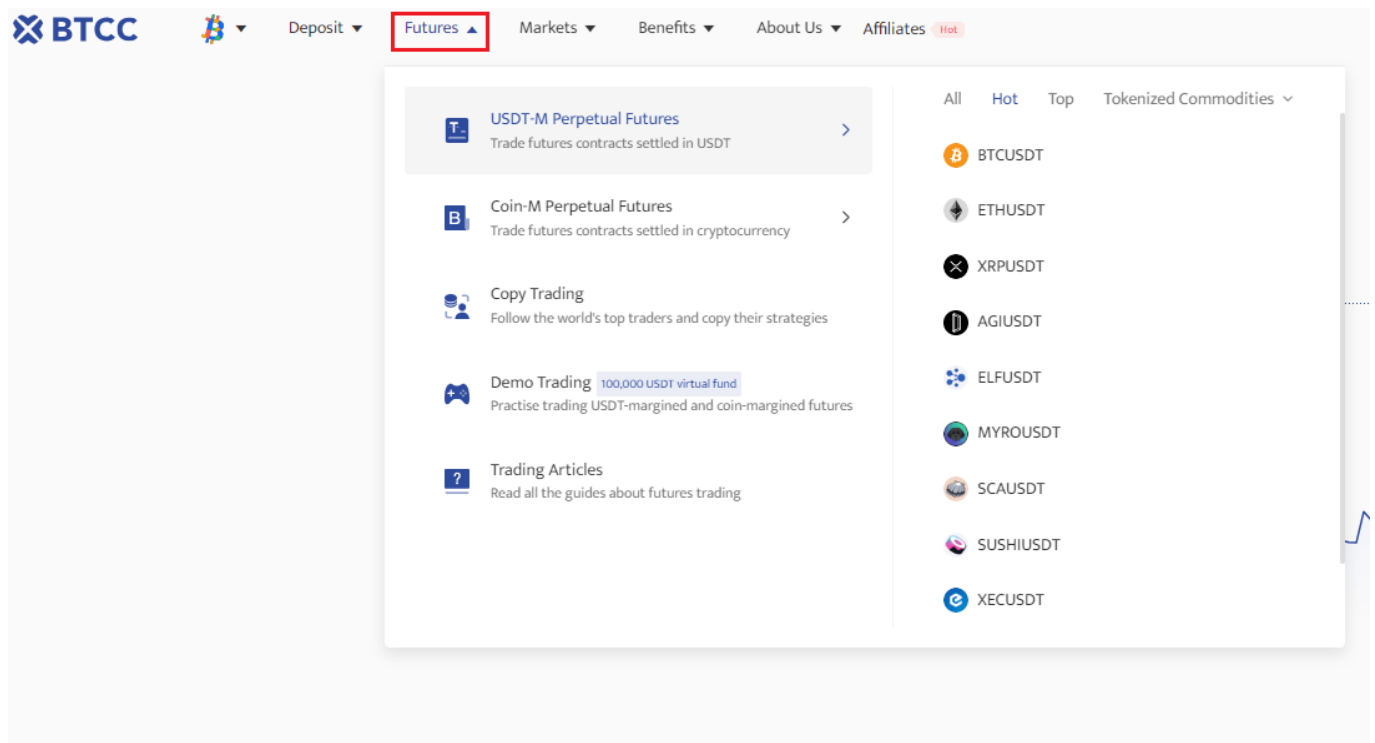 BTCC
Deposit
Futures
Markets
Benefits
About Us
Affiliates
Hot
USDT-M Perpetual Futures
Trade futures contracts settled in USDT
Coin-M Perpetual Futures
Trade futures contracts settled in cryptocurrency
Copy Trading
Follow the world's top traders and copy their strategies
Demo Trading 100,000 USDT virtual fund
Practise trading USDT-margined and coin-margined futures
Trading Articles
Read all the guides about futures trading
All Hot Top Tokenized Commodities
BTCUSDT
ETHUSDT
XRPUSDT
AGIUSDT
ELFUSDT
MYROUSDT
SCAUSDT
SUSHIUSDT
XECUSDT